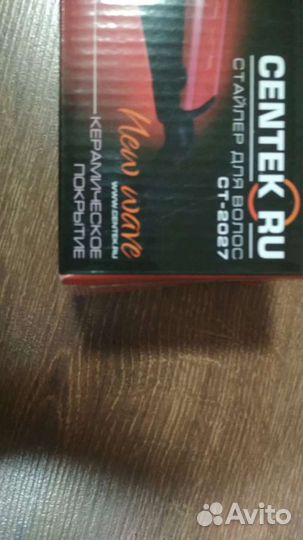 CENTEK.RU
СТАЙЛЕР ДЛЯ ВОЛОС
CT-2027
New wave
WWW.CENTEK.RU
КЕРАМИЧЕСКОЕ
ПОКРЫТИЕ
Avito